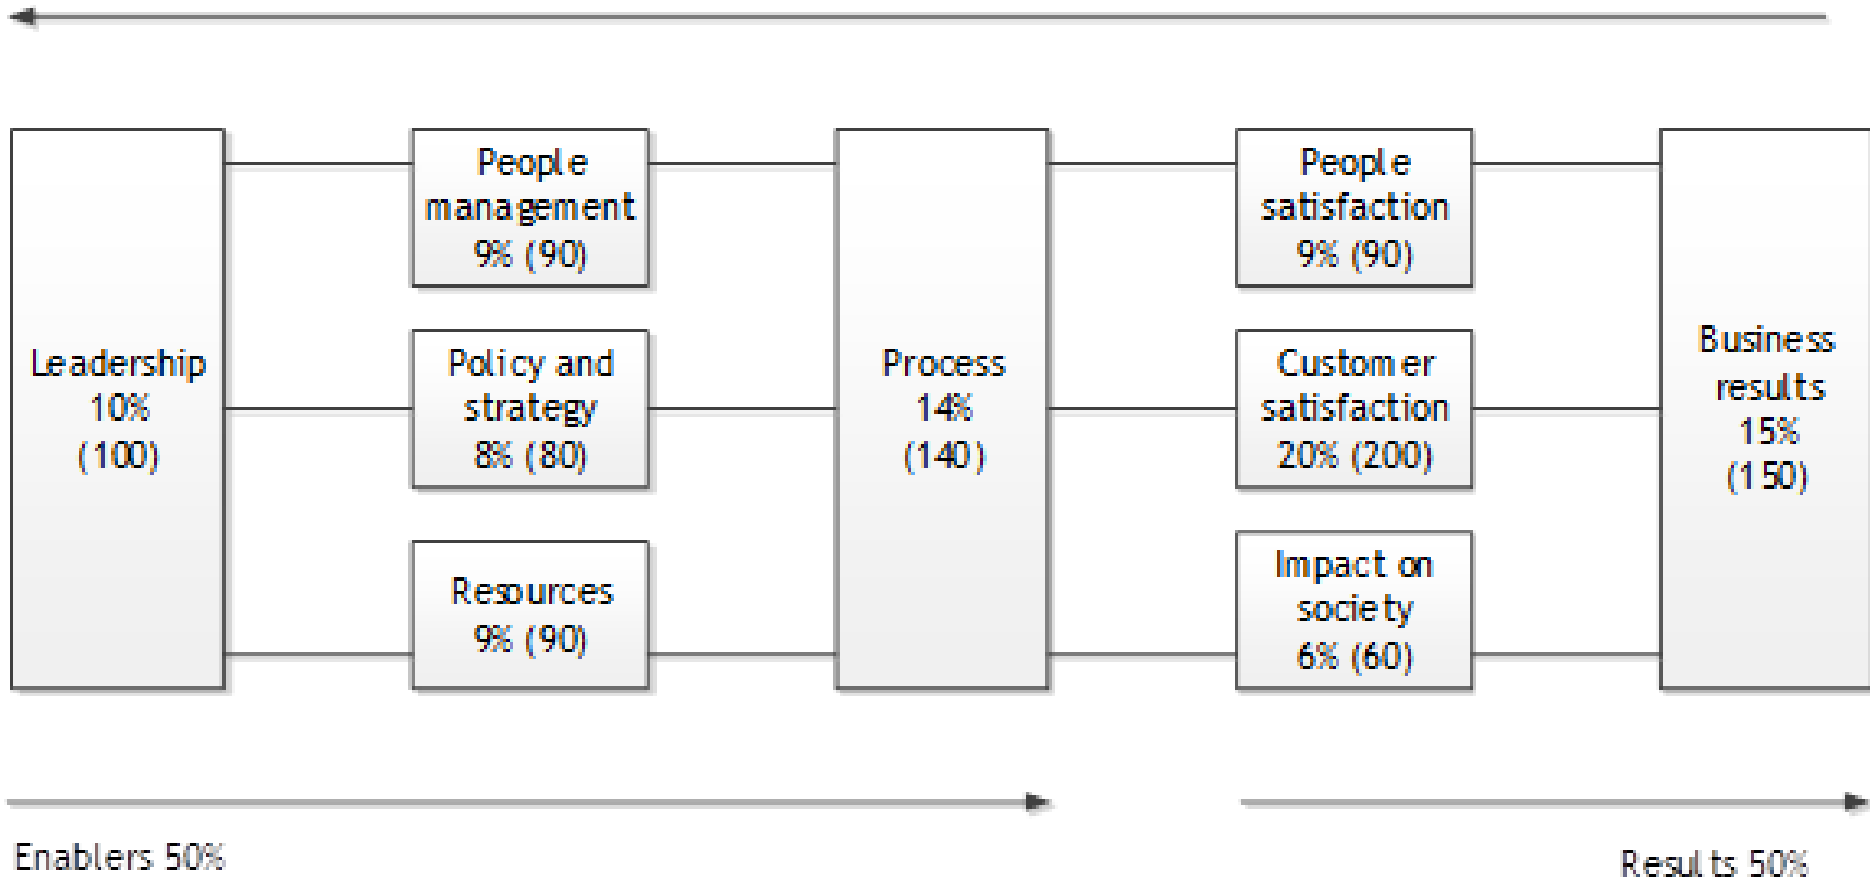 Leadership
10%
(100)
People
management
9% (90)
Policy and
strategy
8% (80)
Resources
9% (90)
Process
14%
(140)
People
satisfaction
9% (90)
Customer
satisfaction
20% (200)
Impact on
society
6% (60)
Business
results
15%
(150)
Enablers 50%
Results 50%